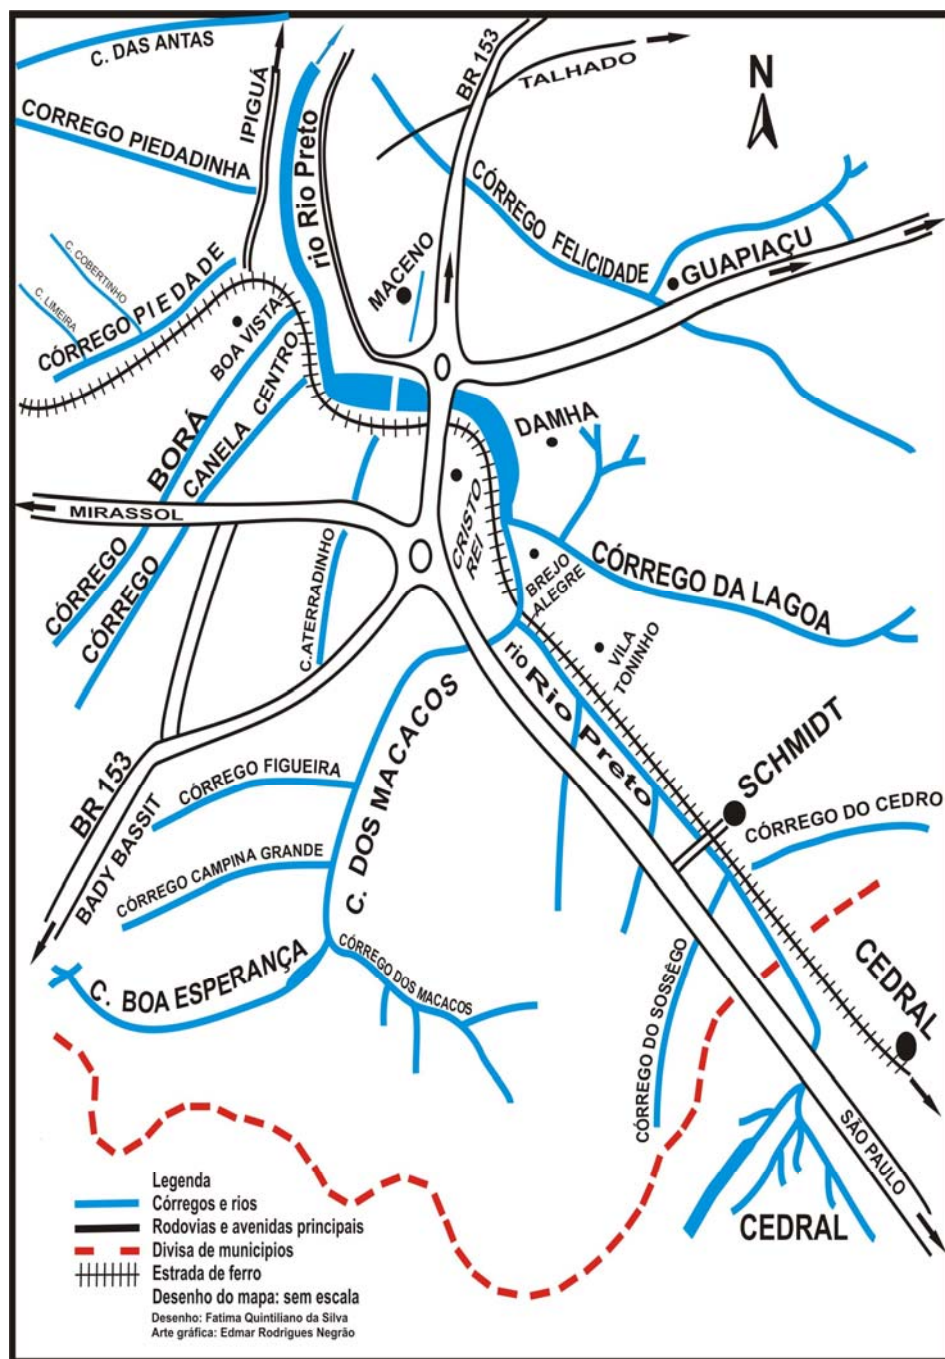 C. DAS ANTAS
IPIGUÁ
rio Rio Preto
BR 153
TALHADO
N
CORREGO PIEDADINHA
CÓRREGO FELICIDADE
GUAPIAÇU
MACENO
C. COBERTINHO
C. LIMEIRA
CÓRREGO PIEDADE
BOA VISTA
CENTRO
CÓRREGO BORÁ
CÓRREGO CANELA
DAMHA
MIRASSOL
CRISTO
REI
C.ATERRADINHO
BREJO
ALEGRE
CÓRREGO DA LAGOA
VILA
TONINHO
rio Rio Preto
SCHMIDT
C. DOS MACACOS
BR 153
BADY BASSIT
CÓRREGO FIGUEIRA
CÓRREGO DO CEDRO
CÓRREGO CAMPINA GRANDE
C. BOA ESPERANÇA
CÓRREGO DOS MACACOS
CÓRREGO DO SOSSÊGO
CEDRAL
SÃO PAULO
CEDRAL
Legenda
Córregos e rios
Rodovias e avenidas principais
Divisa de municípios
Estrada de ferro
Desenho do mapa: sem escala
Desenho: Fatima Quintiliano da Silva
Arte gráfica: Edmar Rodrigues Negrão